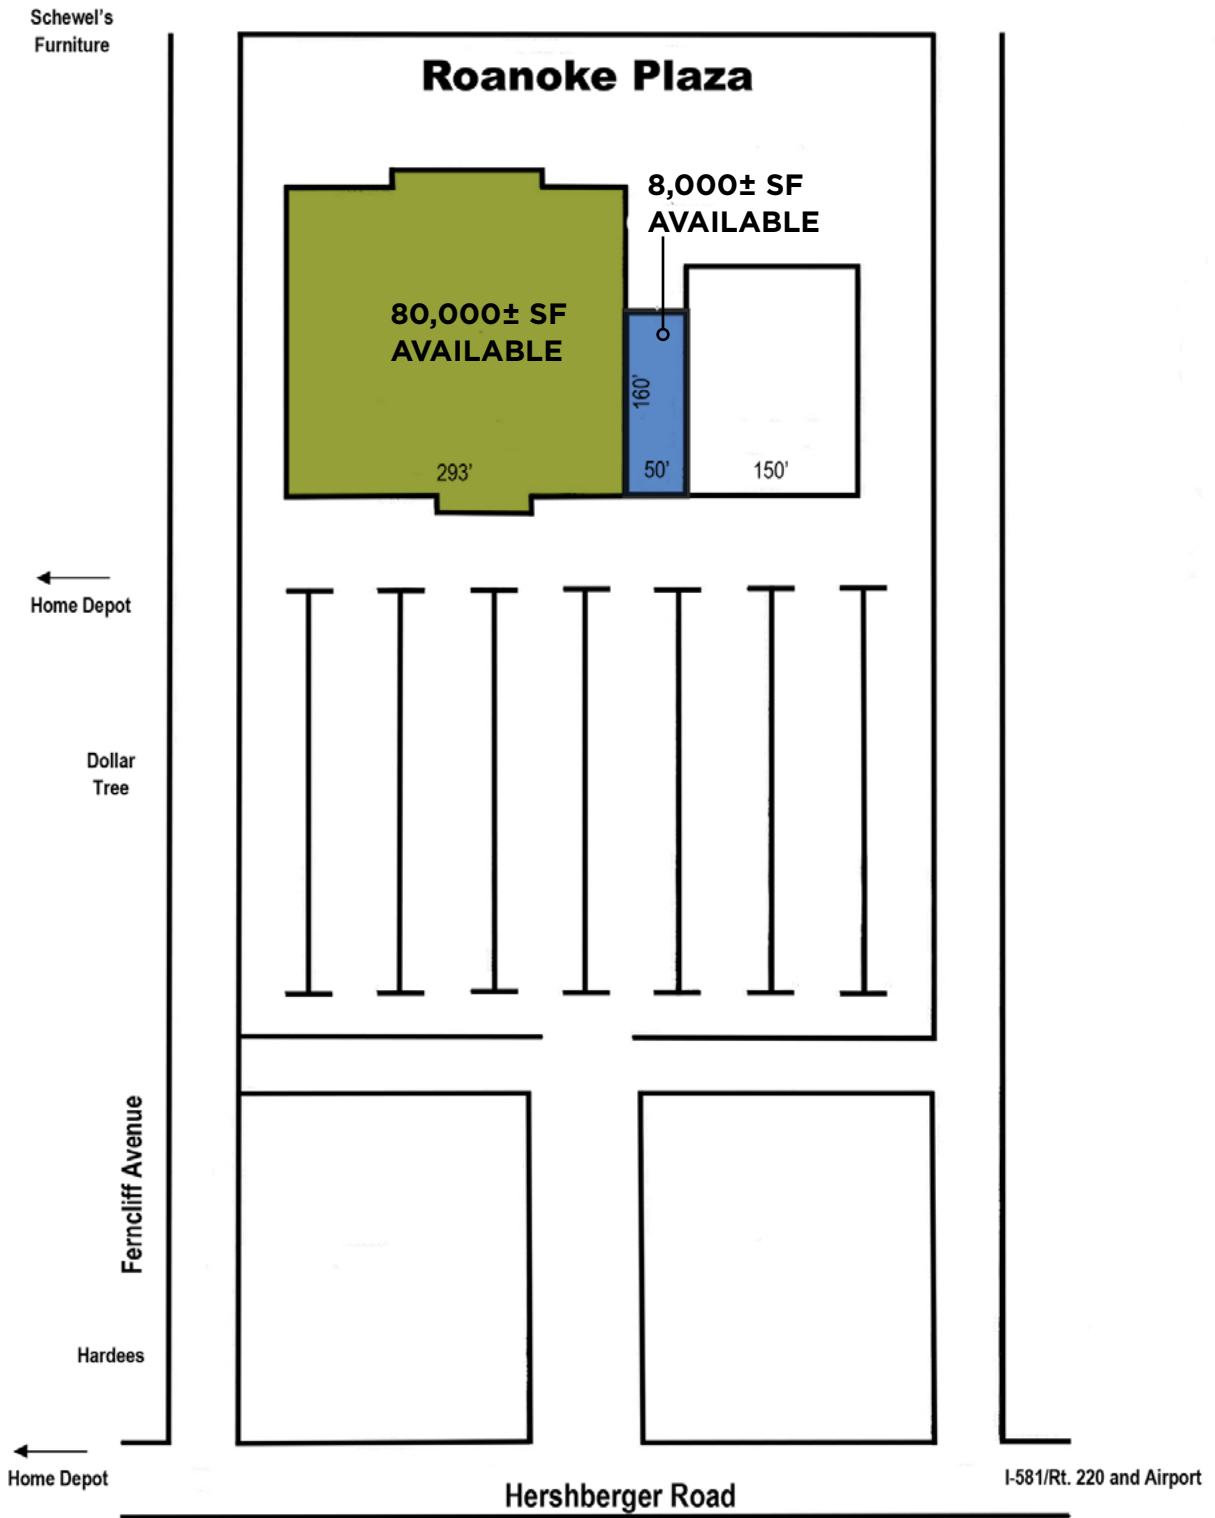 Schewel's
Furniture
Roanoke Plaza
8,000± SF
AVAILABLE
80,000± SF
AVAILABLE
160'
293'
50'
150'
Home Depot
Dollar
Tree
Ferncliff Avenue
Hardees
Home Depot
I-581/Rt. 220 and Airport
Hershberger Road